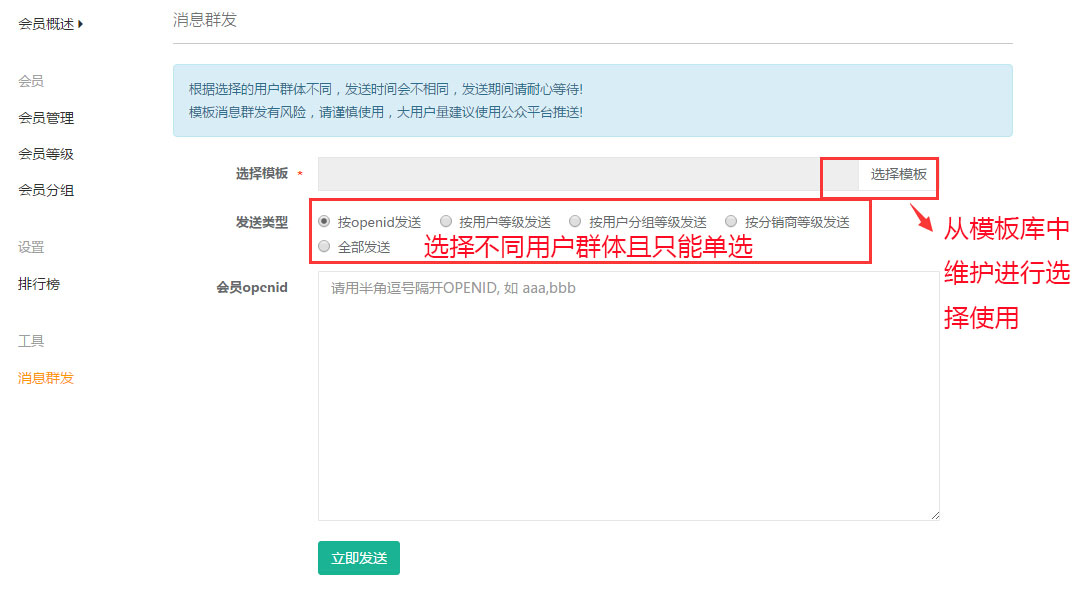 会员概述
会员
会员管理
会员等级
会员分组
设置
排行榜
工具
消息群发
消息群发
根据选择的用户群体不同，发送时间会不相同，发送期间请耐心等待!
模板消息群发有风险，请谨慎使用，大用户量建议使用公众平台推送!
选择模板 *
选择模板
发送类型
按openid发送 按用户等级发送 按用户分组等级发送 按分销商等级发送
全部发送
选择不同用户群体且只能单选
从模板库中
维护进行选
择使用
会员openid
请用半角逗号隔开OPENID, 如 aaa,bbb
立即发送